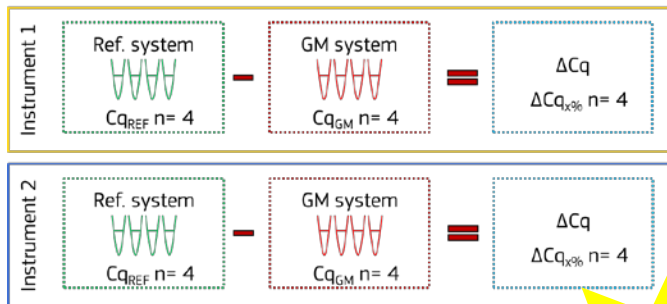 Instrument 1
Ref. system
CqREF n= 4
GM system
CqGM n= 4
ΔCq
ΔCqx% n= 4
Instrument 2
Ref. system
CqREF n= 4
GM system
CqGM n= 4
ΔCq
ΔCqx% n= 4